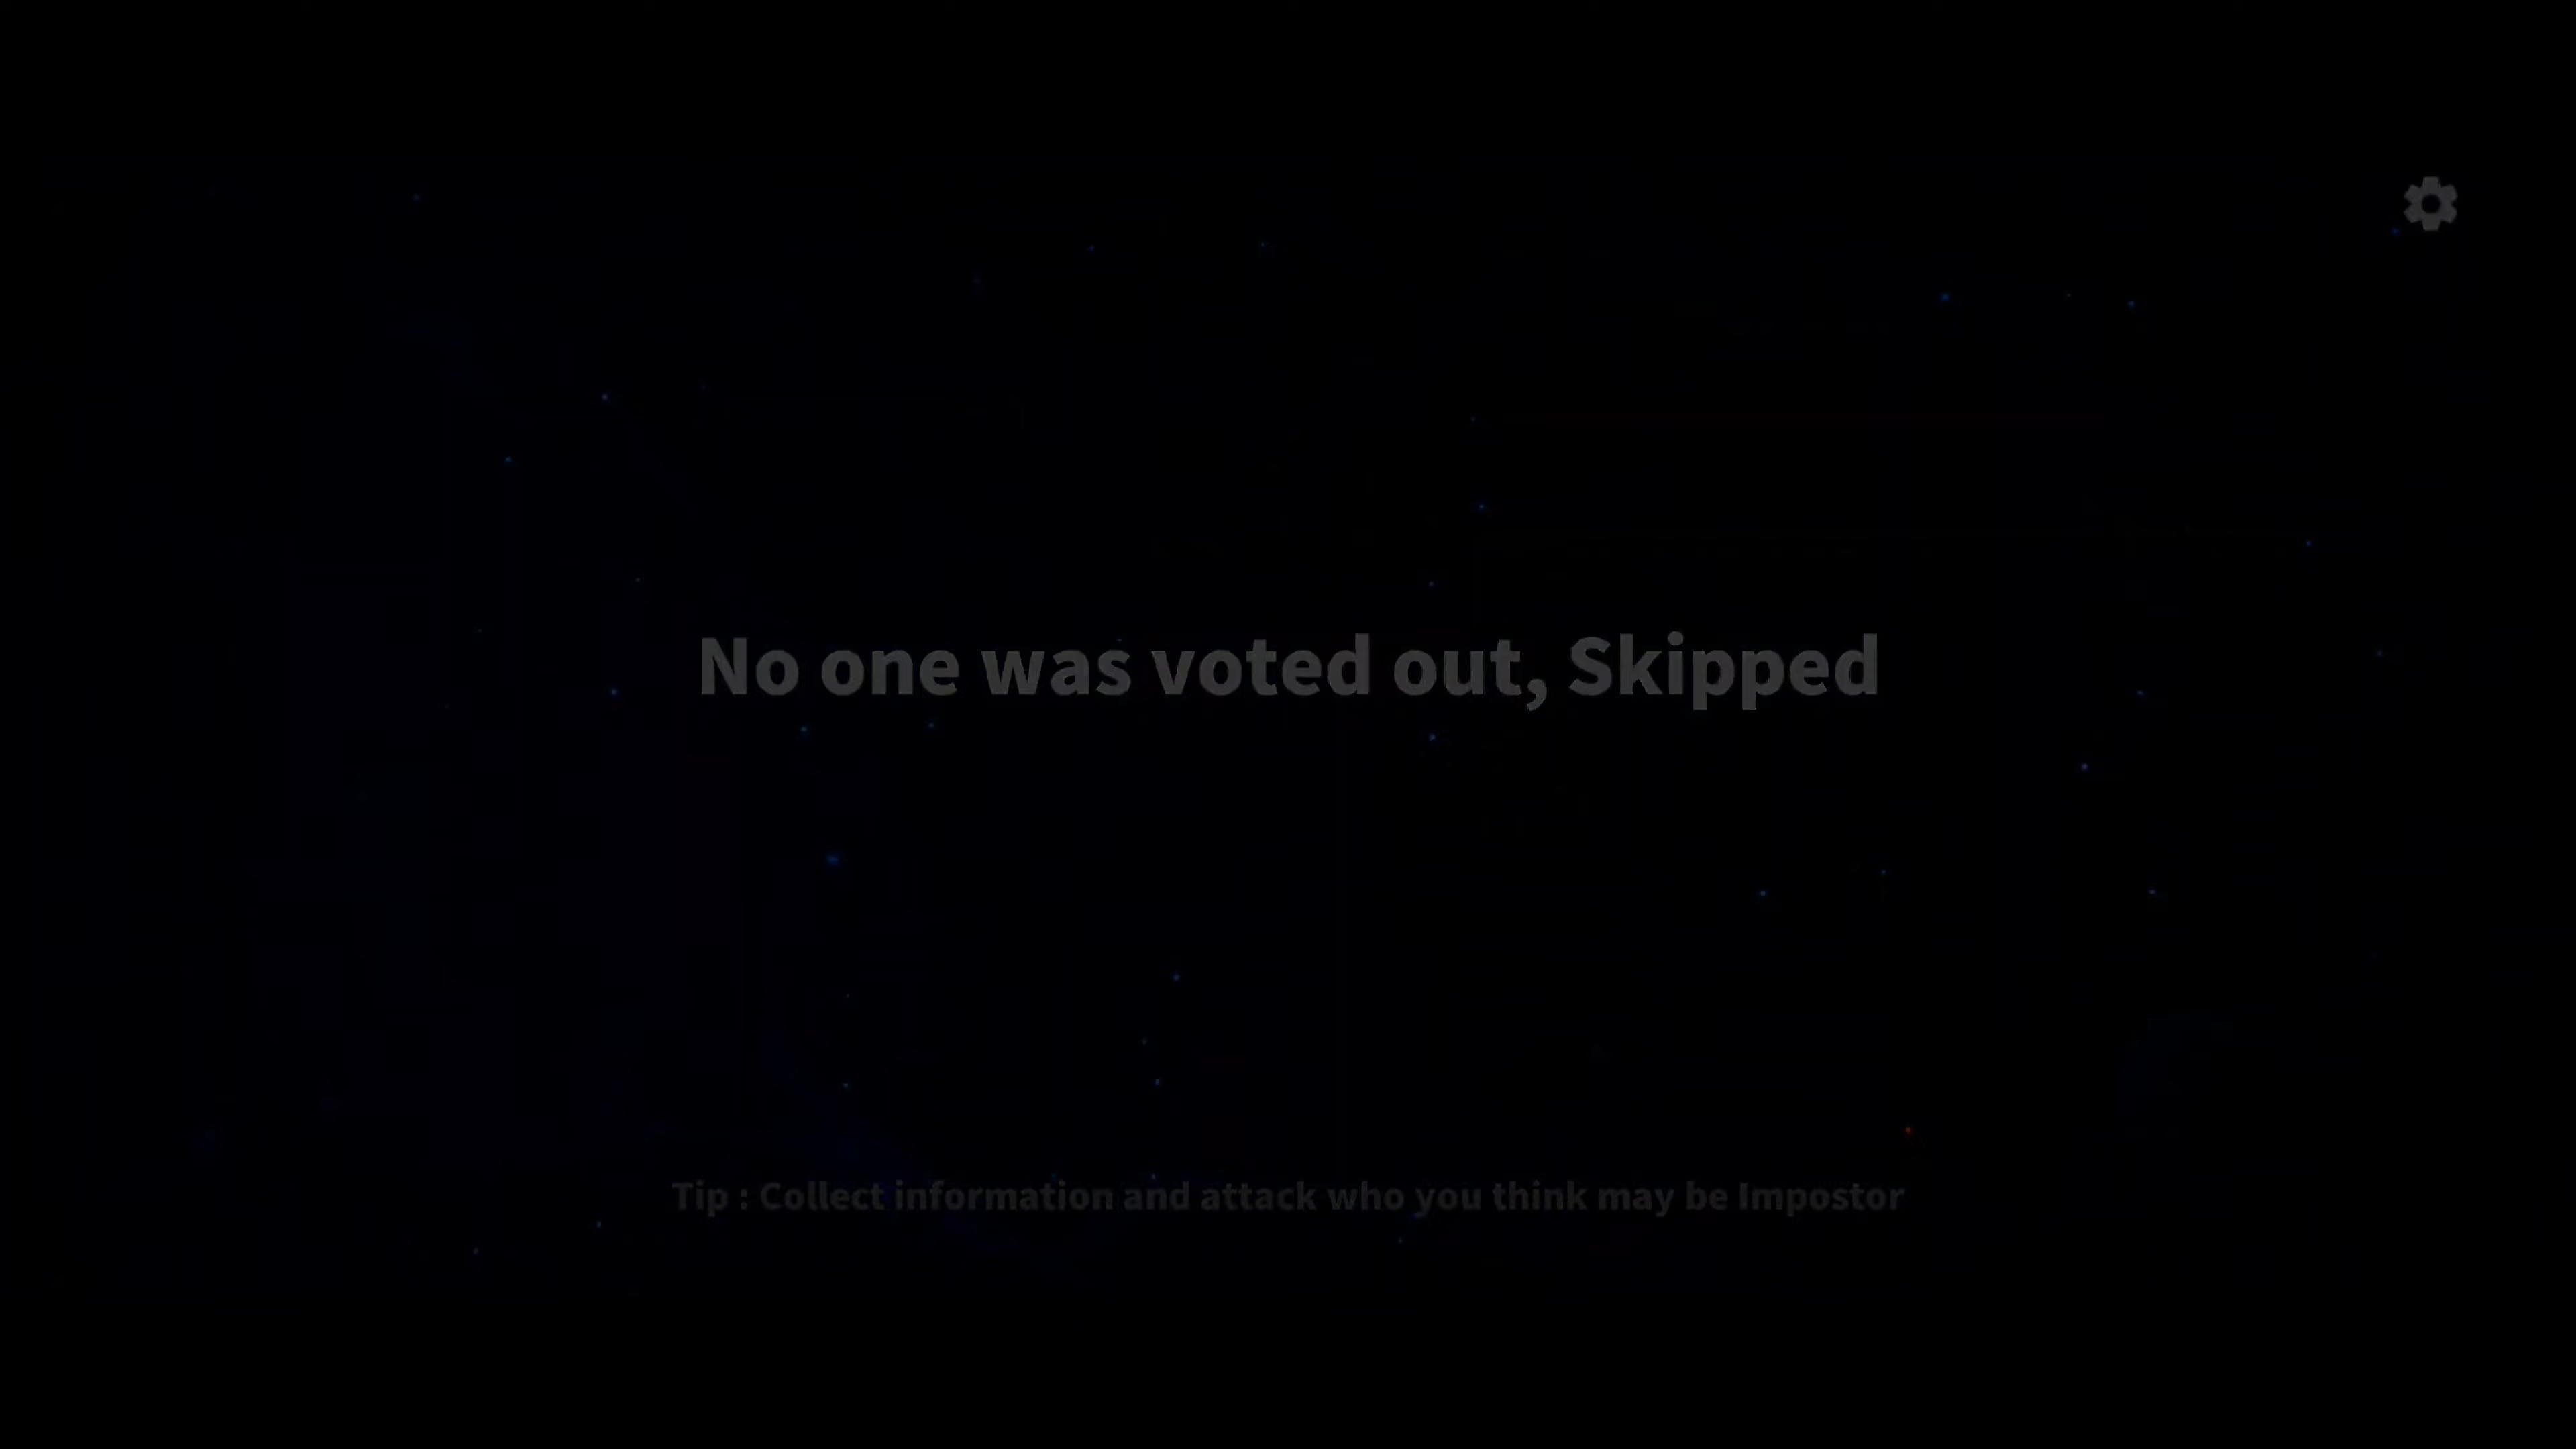 No one was voted out, Skipped
Tip : Collect information and attack who you think may be Impostor